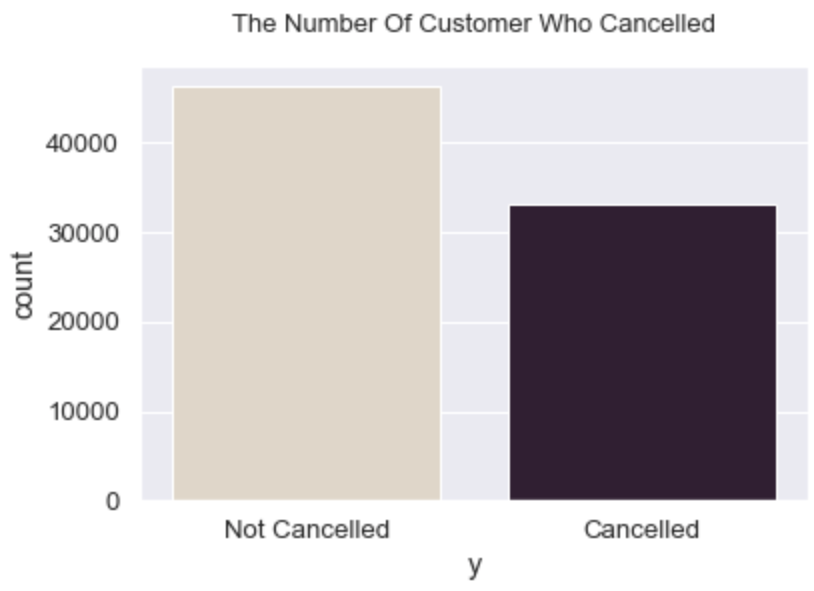 The Number Of Customer Who Cancelled
40000
30000
20000
10000
0
count
Not Cancelled
Cancelled
y